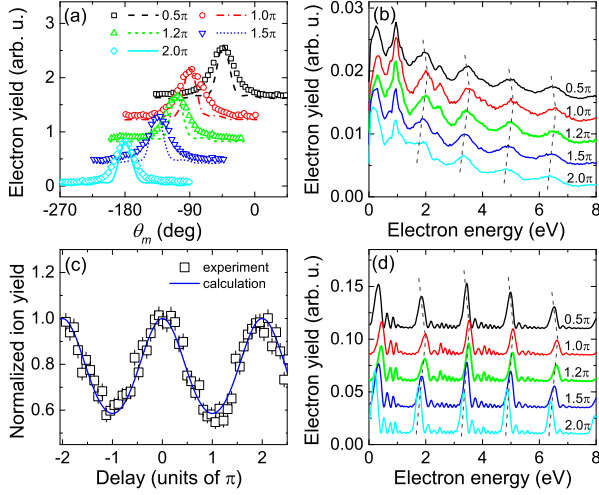 (a)
0.5π
1.0π
1.2π
1.5π
2.0π
Electron yield (arb. u.)
3
2
1
0
-270
-180
-90
0
θm (deg)
(b)
Electron yield (arb. u.)
0.03
0.02
0.01
0.00
0.5π
1.0π
1.2π
1.5π
2.0π
0
2
4
6
8
Electron energy (eV)
(c)
experiment
calculation
Normalized ion yield
1.2
1.0
0.8
0.6
-2
-1
0
1
2
Delay (units of π)
(d)
Electron yield (arb. u.)
0.15
0.10
0.05
0.00
0.5π
1.0π
1.2π
1.5π
2.0π
0
2
4
6
8
Electron energy (eV)